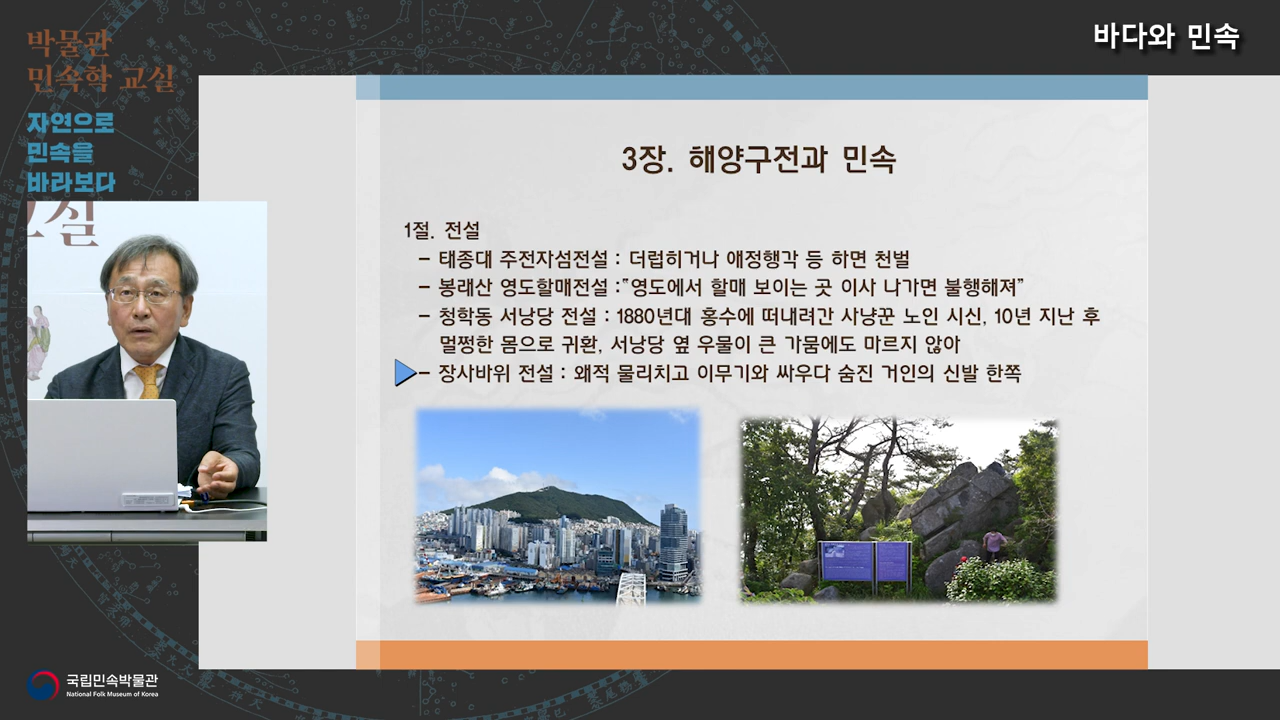 바다와 민속
박물관
민속학 교실
자연으로
민속을
바라보다
교실
3장. 해양구전과 민속
1절. 전설
– 태종대 주전자섬전설 : 더럽히거나 애정행각 등 하면 천벌
– 봉래산 영도할매전설 :"영도에서 할매 보이는 곳 이사 나가면 불행해져"
– 청학동 서낭당 전설 : 1880년대 홍수에 떠내려간 사냥꾼 노인 시신, 10년 지난 후
멀쩡한 몸으로 귀환, 서낭당 옆 우물이 큰 가뭄에도 마르지 않아
– 장사바위 전설 : 왜적 물리치고 이무기와 싸우다 숨진 거인의 신발 한쪽
국립민속박물관
National Folk Museum of Korea